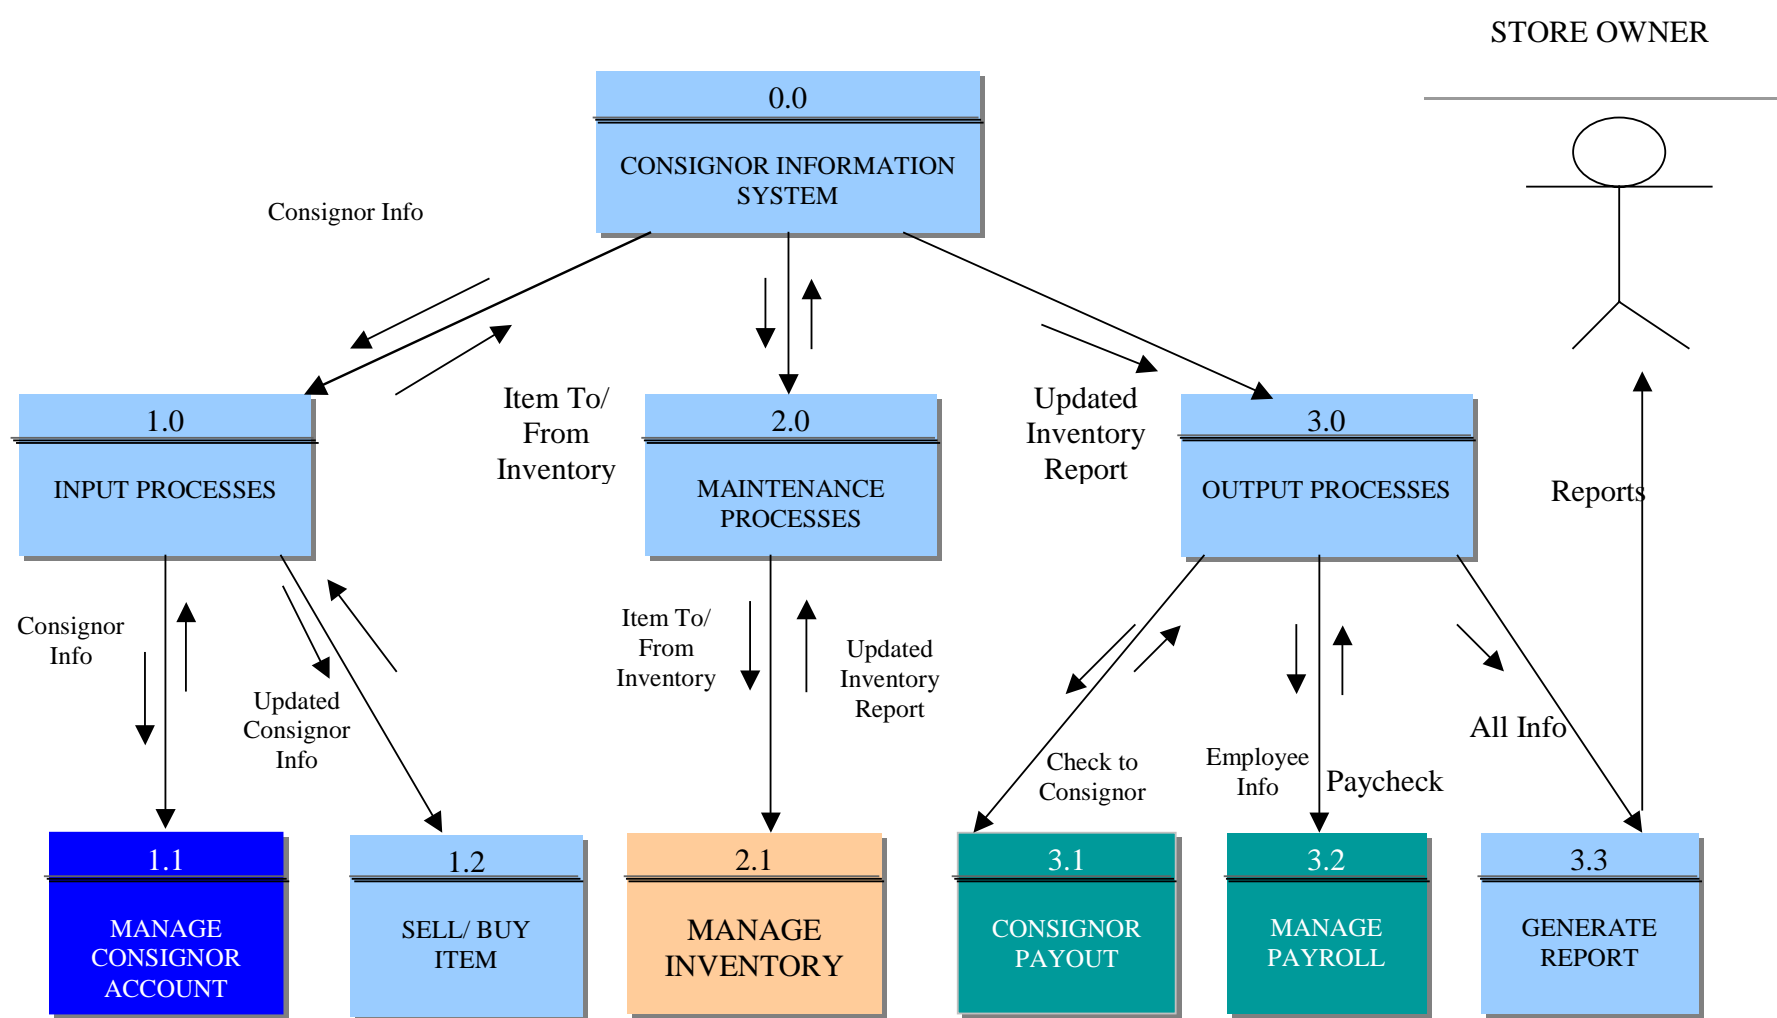 STORE OWNER
0.0
CONSIGNOR INFORMATION
SYSTEM
Consignor Info
Item To/
From
Inventory
Updated
Inventory
Report
1.0
INPUT PROCESSES
2.0
MAINTENANCE
PROCESSES
3.0
OUTPUT PROCESSES
Reports
Consignor
Info
Updated
Consignor
Info
Item To/
From
Inventory
Updated
Inventory
Report
Check to
Consignor
Employee
Info
Paycheck
All Info
1.1
MANAGE
CONSIGNOR
ACCOUNT
1.2
SELL/ BUY
ITEM
2.1
MANAGE
INVENTORY
3.1
CONSIGNOR
PAYOUT
3.2
MANAGE
PAYROLL
3.3
GENERATE
REPORT